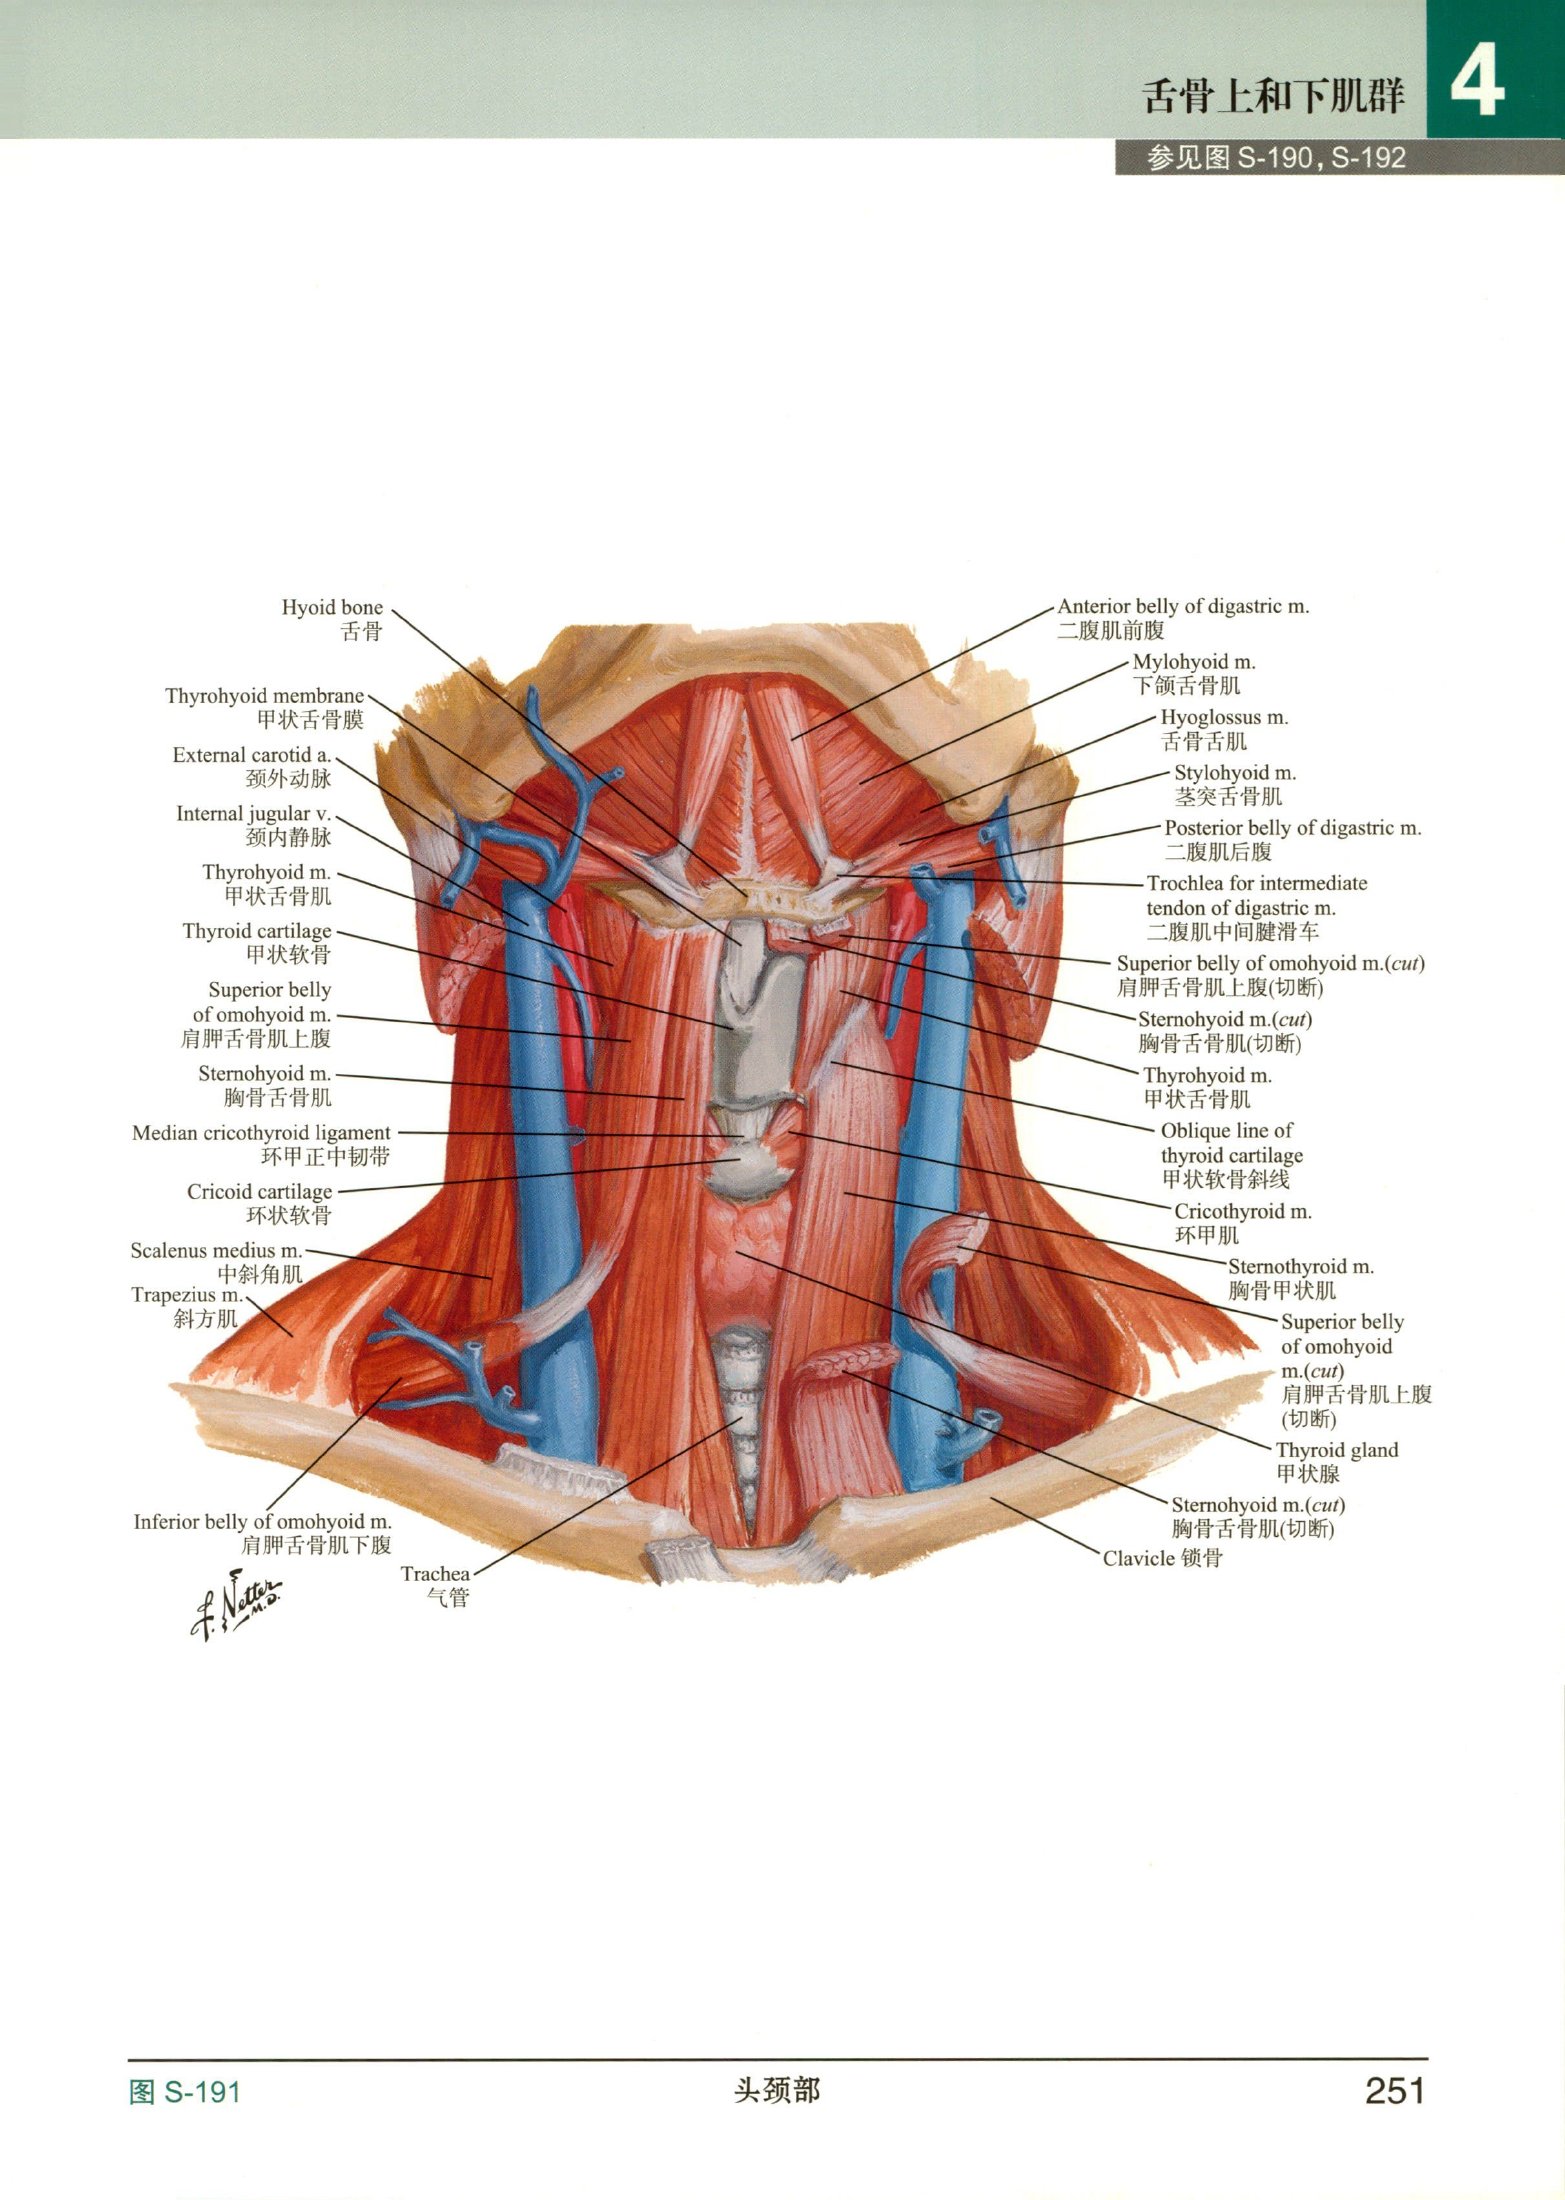 舌骨上和下肌群
4
参见图 S-190, S-192
Hyoid bone
舌骨
Thyrohyoid membrane
甲状舌骨膜
External carotid a.
颈外动脉
Internal jugular v.
颈内静脉
Thyrohyoid m.
甲状舌骨肌
Thyroid cartilage
甲状软骨
Superior belly
of omohyoid m.
肩胛舌骨肌上腹
Sternohyoid m.
胸骨舌骨肌
Median cricothyroid ligament
环甲正中韧带
Cricoid cartilage
环状软骨
Scalenus medius m.
中斜角肌
Trapezius m.
斜方肌
Inferior belly of omohyoid m.
肩胛舌骨肌下腹
Trachea
气管
Anterior belly of digastric m.
二腹肌前腹
Mylohyoid m.
下颌舌骨肌
Hyoglossus m.
舌骨舌肌
Stylohyoid m.
茎突舌骨肌
Posterior belly of digastric m.
二腹肌后腹
Trochlea for intermediate
tendon of digastric m.
二腹肌中间腱滑车
Superior belly of omohyoid m.(cut)
肩胛舌骨肌上腹(切断)
Sternohyoid m.(cut)
胸骨舌骨肌(切断)
Thyrohyoid m.
甲状舌骨肌
Oblique line of
thyroid cartilage
甲状软骨斜线
Cricothyroid m.
环甲肌
Sternothyroid m.
胸骨甲状肌
Superior belly
of omohyoid
m.(cut)
肩胛舌骨肌上腹
(切断)
Thyroid gland
甲状腺
Sternohyoid m.(cut)
胸骨舌骨肌(切断)
Clavicle 锁骨
F. Netter
M.D.
图 S-191
头颈部
251